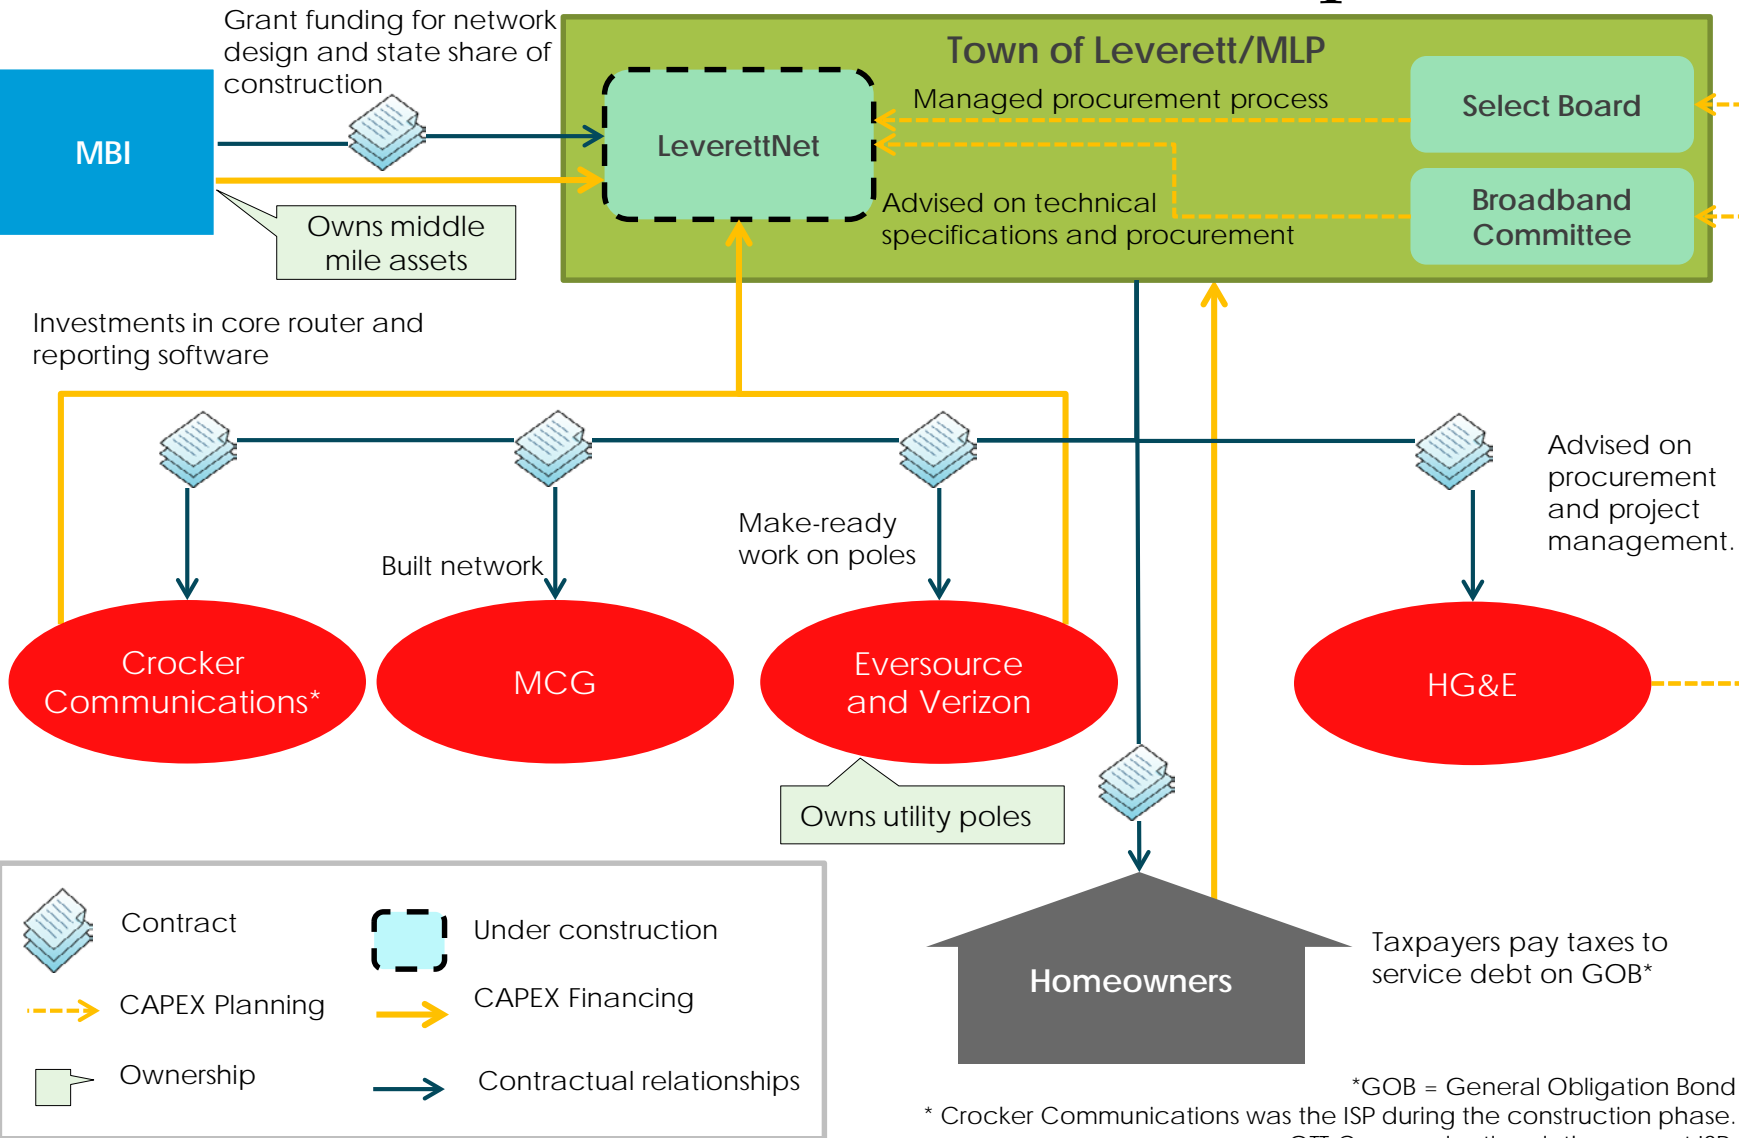 Grant funding for network
design and state share of
construction
Town of Leverett/MLP
MBI
LeverettNet
Managed procurement process
Select Board
Advised on technical
specifications and procurement
Broadband
Committee
Owns middle
mile assets
Investments in core router and
reporting software
Advised on
procurement
and project
management.
Make-ready
work on poles
Built network
Crocker
Communications*
MCG
Eversource
and Verizon
HG&E
Owns utility poles
Contract
Under construction
CAPEX Planning
CAPEX Financing
Ownership
Contractual relationships
Homeowners
Taxpayers pay taxes to
service debt on GOB*
*GOB = General Obligation Bond
* Crocker Communications was the ISP during the construction phase.